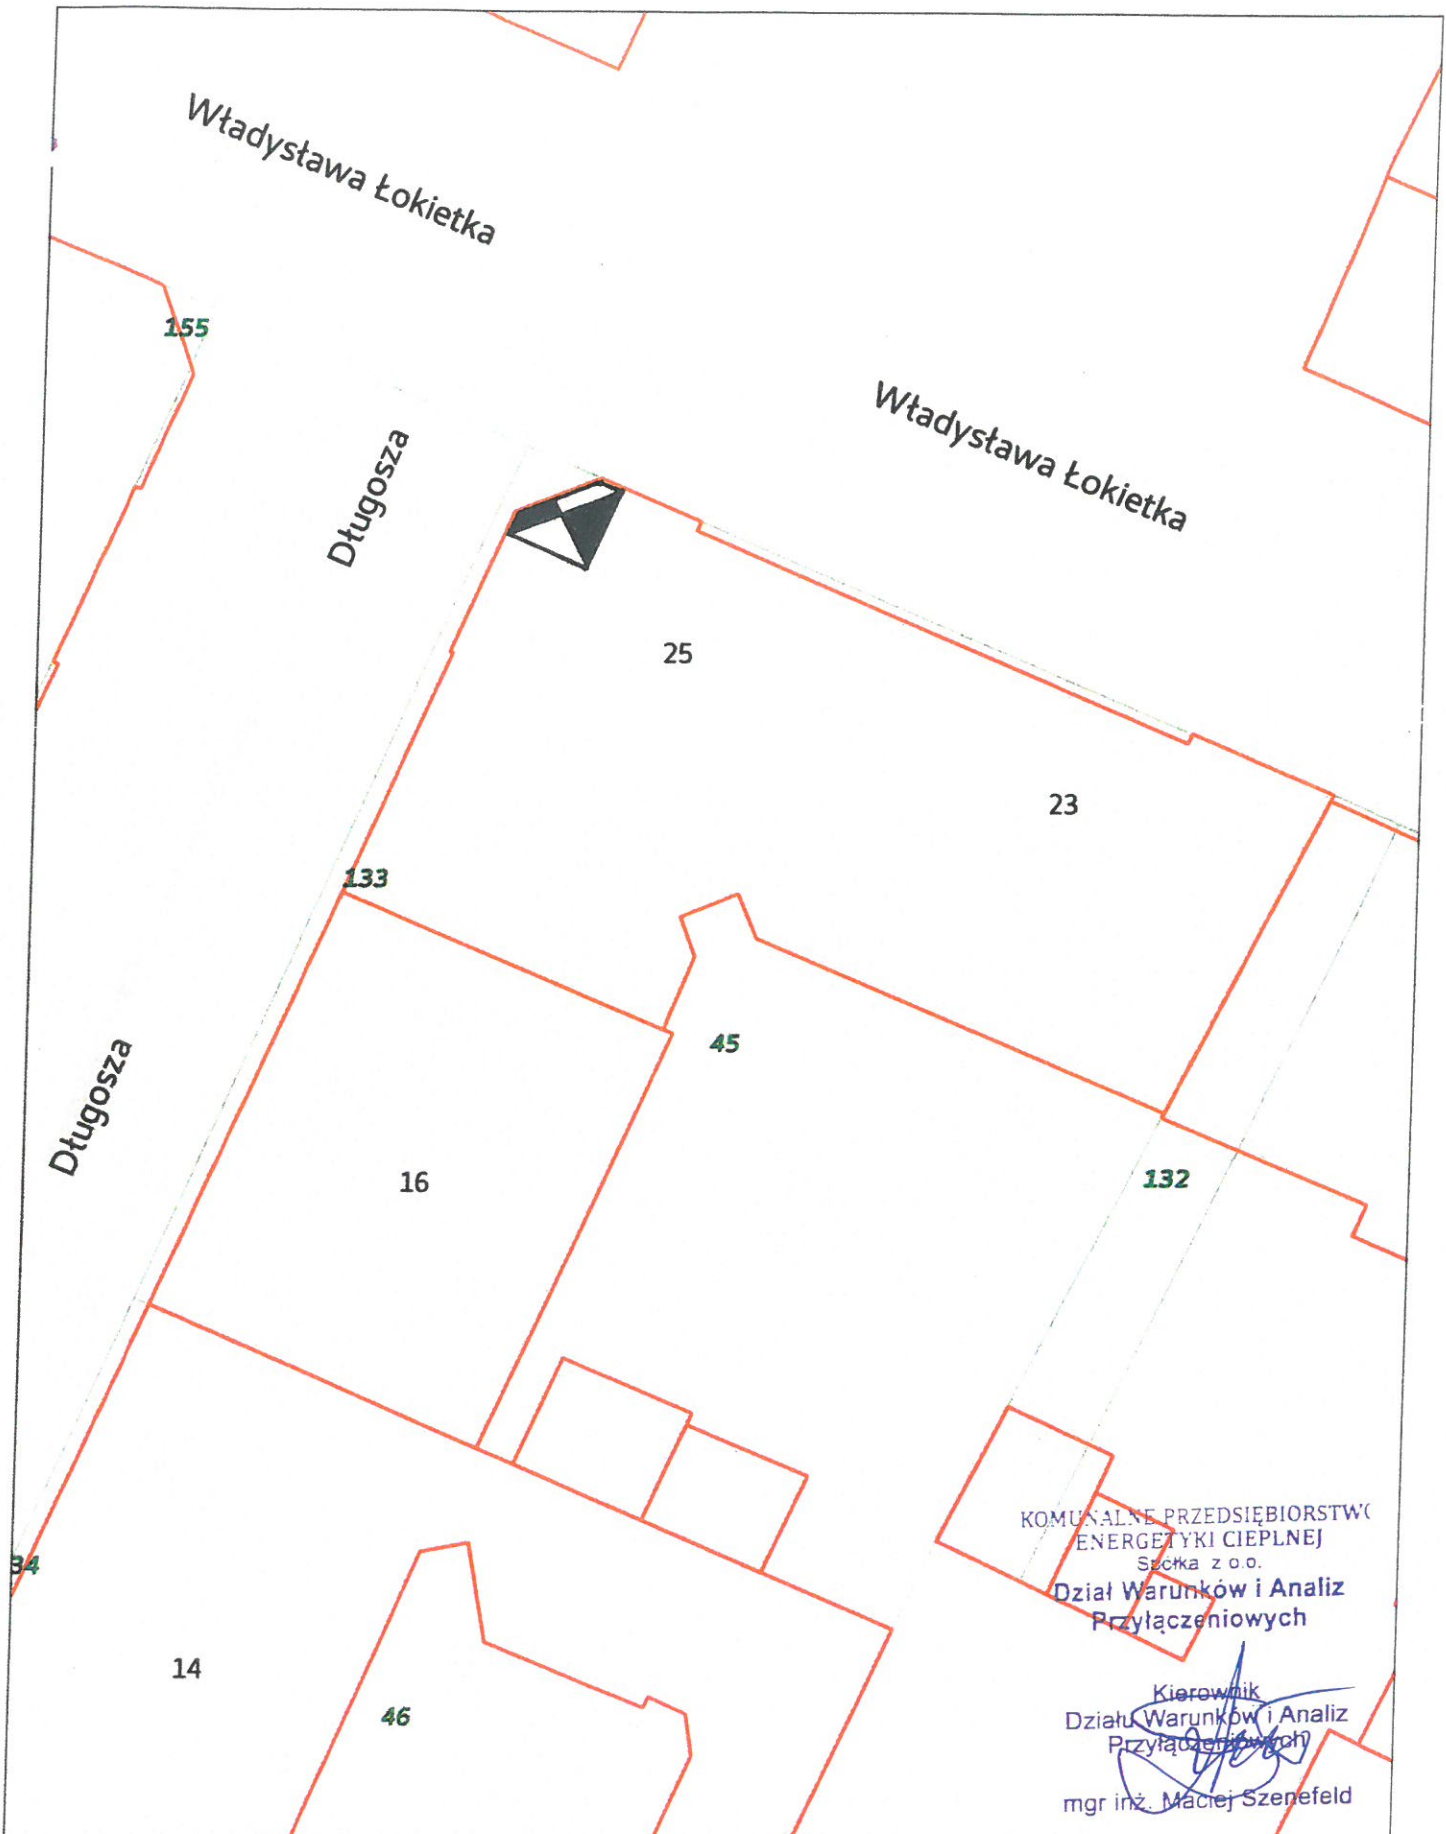 Władysława Łokietka
155
Długosza
Władysława Łokietka
25
23
133
45
Długosza
16
132
34
14
46
KOMUNALNE PRZEDSIĘBIORSTWO
ENERGETYKI CIEPLNEJ
Spółka z o.o.
Dział Warunków i Analiz
Przyłączeniowych
Kierownik
Działu Warunków i Analiz
Przyłączeniowych
mgr inż. Maciej Szenefeld